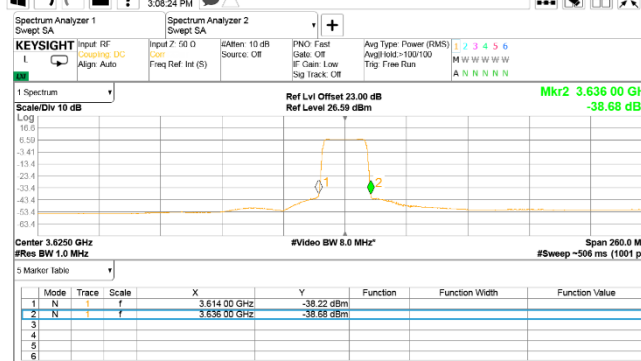 3:08:24 PM
Spectrum Analyzer 1
Swept SA
Spectrum Analyzer 2
Swept SA
KEYSIGHT
L
Input: RF
Coupling: DC
Align: Auto
Input Z: 50 Ω
Corr
Freq Ref: Int (S)
#Atten: 10 dB
Source: Off
PNO: Fast
Gate: Off
IF Gain: Low
Sig Track: Off
Avg Type: Power (RMS)
Avg|Hold:>100/100
Trig: Free Run
1 2 3 4 5 6
M W W W W W
A N N N N N
1 Spectrum
Scale/Div 10 dB
Ref Lvl Offset 23.00 dB
Ref Level 26.59 dBm
Mkr2 3.636 00 GH
-38.68 dB
Log
16.6
6.59
-3.41
-13.4
-23.4
-33.4
-43.4
-53.4
-63.4
1
2
Center 3.6250 GHz
#Res BW 1.0 MHz
#Video BW 8.0 MHz*
Span 260.0 M
#Sweep ~506 ms (1001 p
5 Marker Table
Mode Trace Scale X Y Function Function Width Function Value
1 N 1 f 3.614 00 GHz -38.22 dBm
2 N 1 f 3.636 00 GHz -38.68 dBm
3
4
5
6